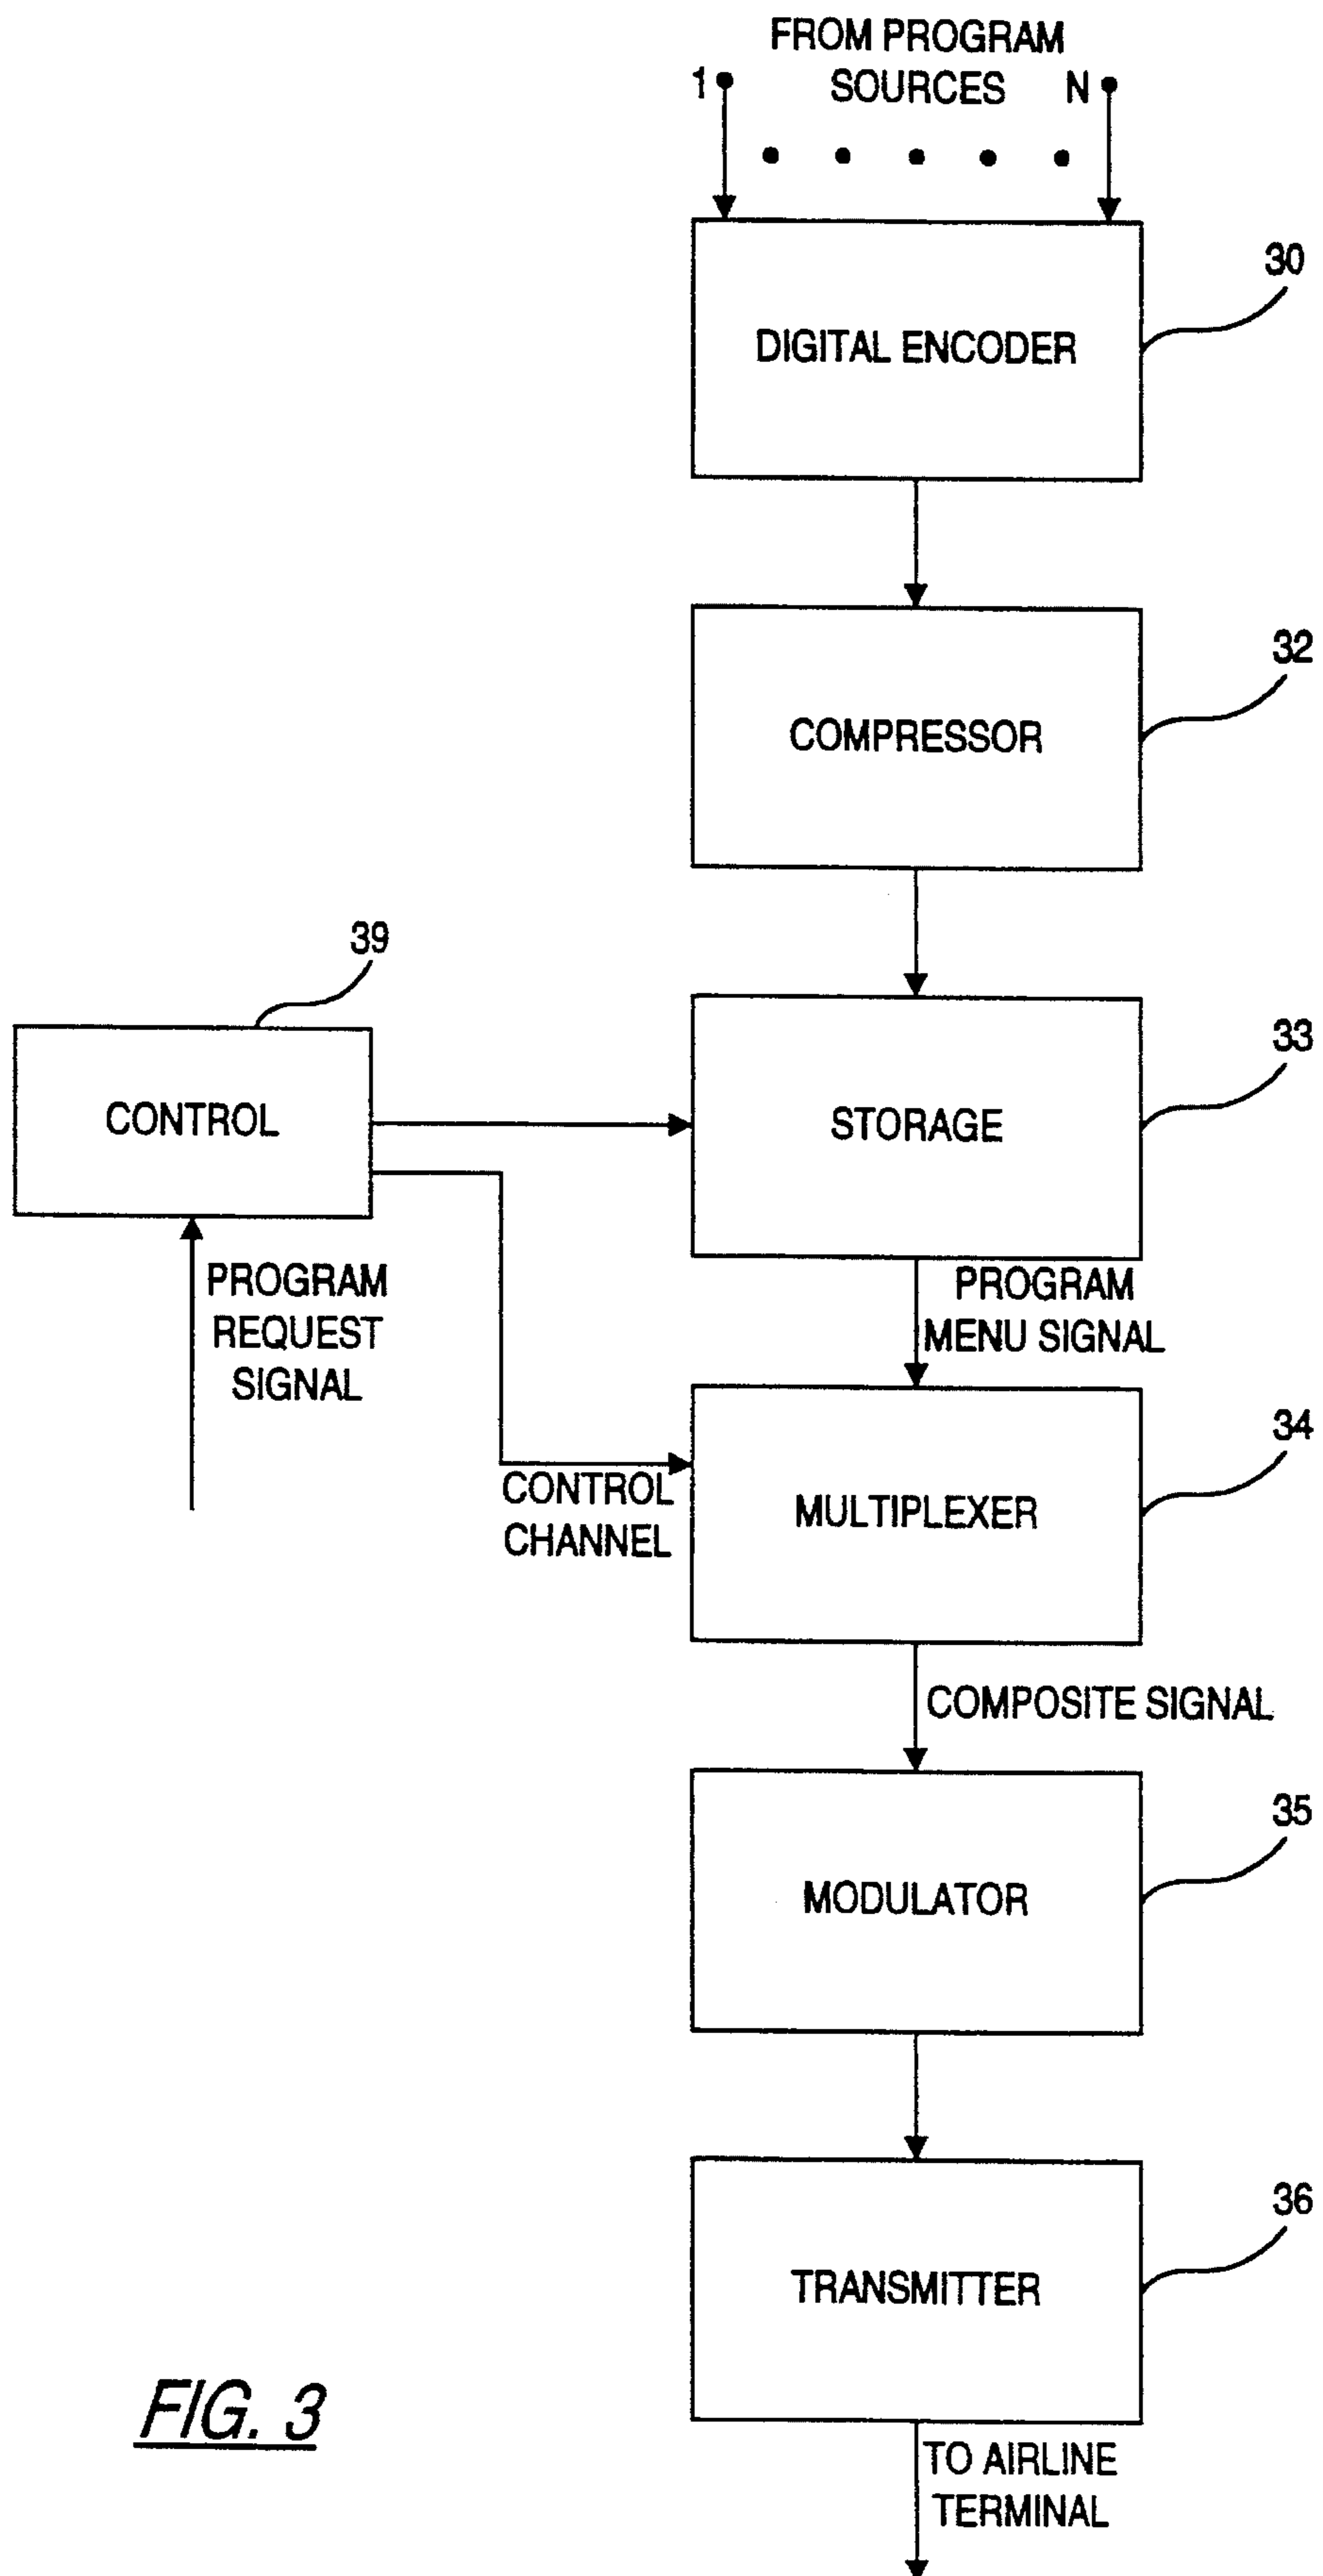 FROM PROGRAM
SOURCES
1
N
30
DIGITAL ENCODER
32
COMPRESSOR
39
CONTROL
33
STORAGE
PROGRAM
REQUEST
SIGNAL
PROGRAM
MENU SIGNAL
34
CONTROL
CHANNEL
MULTIPLEXER
COMPOSITE SIGNAL
35
MODULATOR
36
TRANSMITTER
FIG. 3
TO AIRLINE
TERMINAL